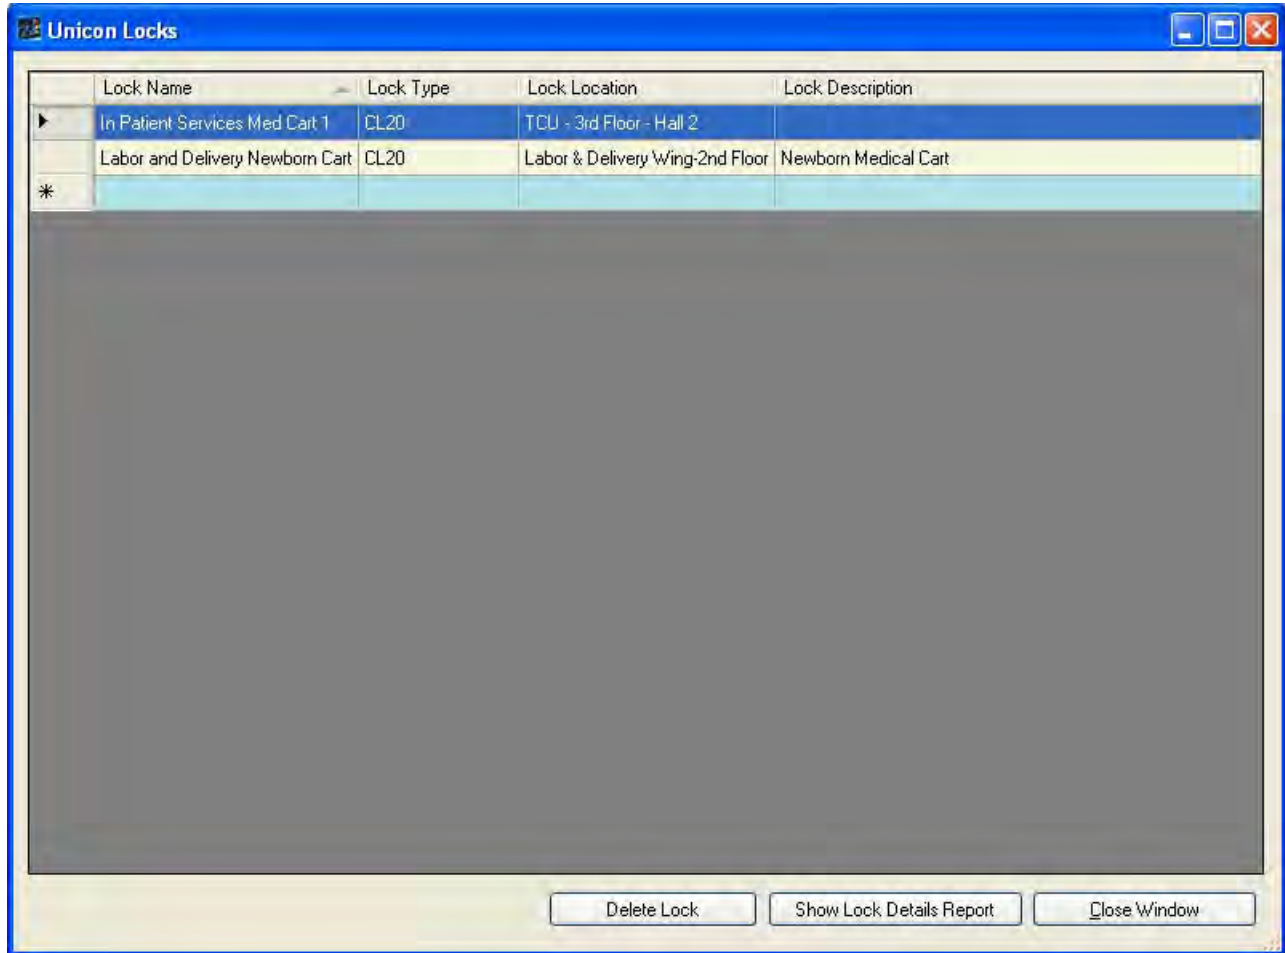 Unicon Locks
Lock Name Lock Type Lock Location Lock Description
In Patient Services Med Cart 1 CL20 TCU - 3rd Floor - Hall 2
Labor and Delivery Newborn Cart CL20 Labor & Delivery Wing-2nd Floor Newborn Medical Cart
*
Delete Lock Show Lock Details Report Close Window